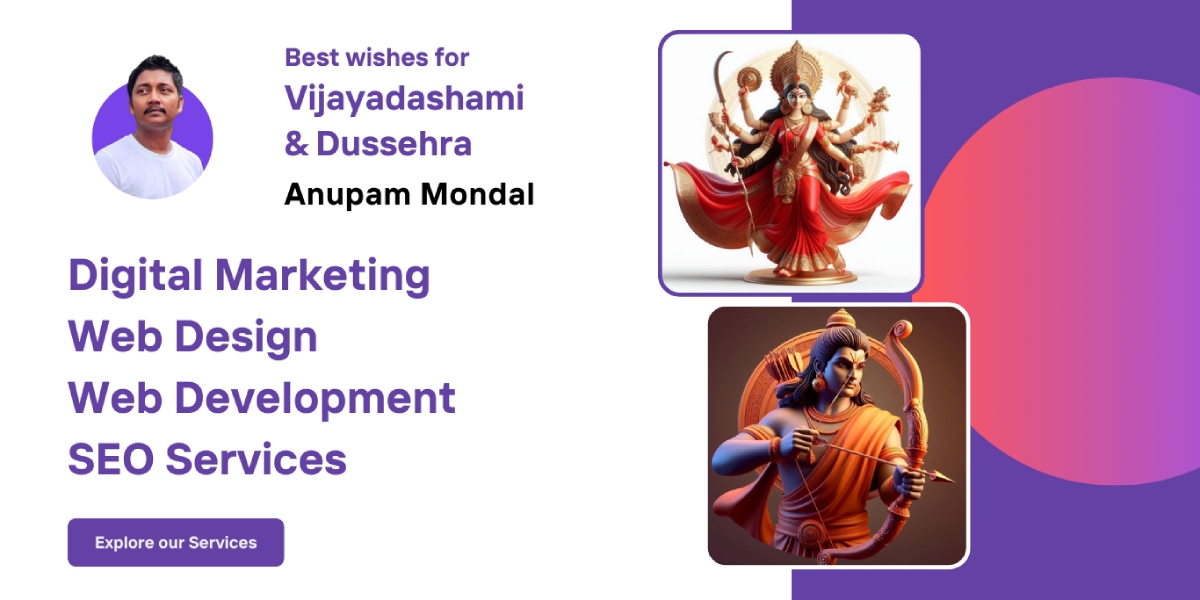 Best wishes for
Vijayadashami
& Dussehra
Anupam Mondal
Digital Marketing
Web Design
Web Development
SEO Services
Explore our Services